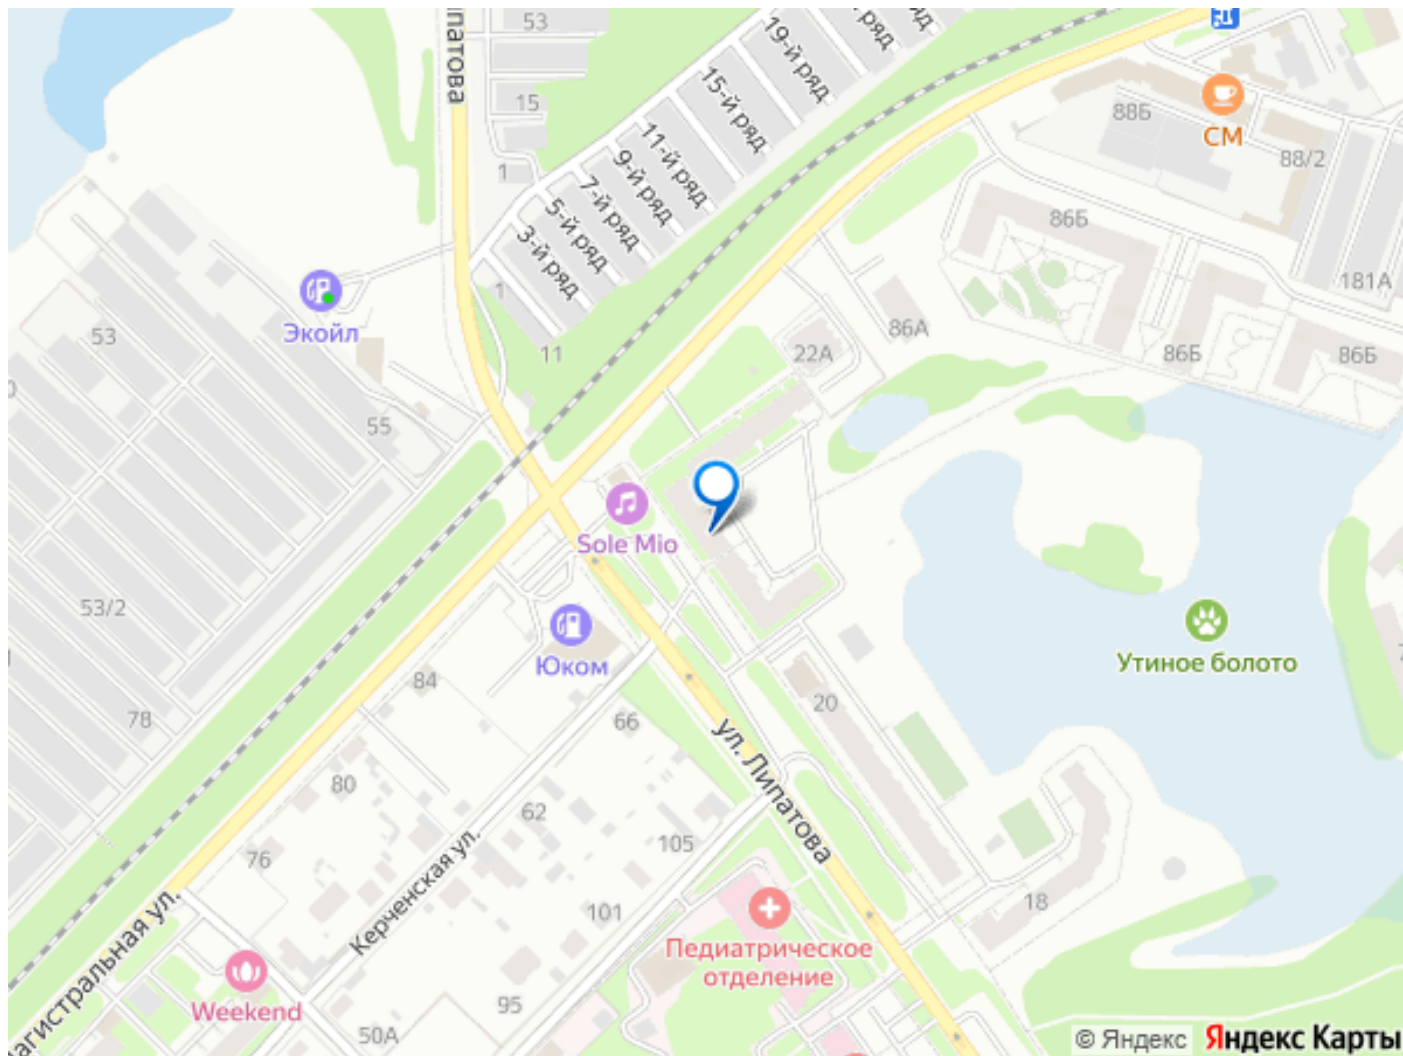 53
19-й ряд
ряд
15-й ряд
15
11-й ряд
88Б
СМ
88/2
1
9-й ряд
7-й ряд
5-й ряд
3-й ряд
86Б
181А
1
Экойл
53
86А
22А
86Б
86Б
11
55
Sole Mio
53/2
Юком
Утиное болото
84
20
78
66
ул. Липатова
80
62
105
76
Керченская ул.
101
18
Педиатрическое
отделение
Weekend
95
50А
© Яндекс
Яндекс Карты